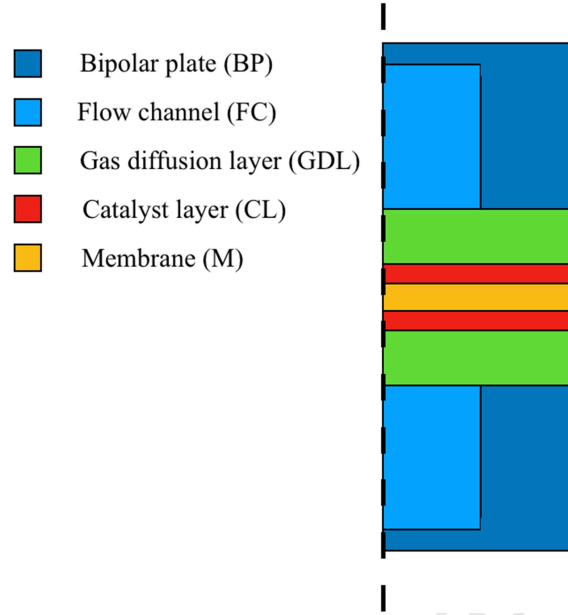 Bipolar plate (BP)
Flow channel (FC)
Gas diffusion layer (GDL)
Catalyst layer (CL)
Membrane (M)